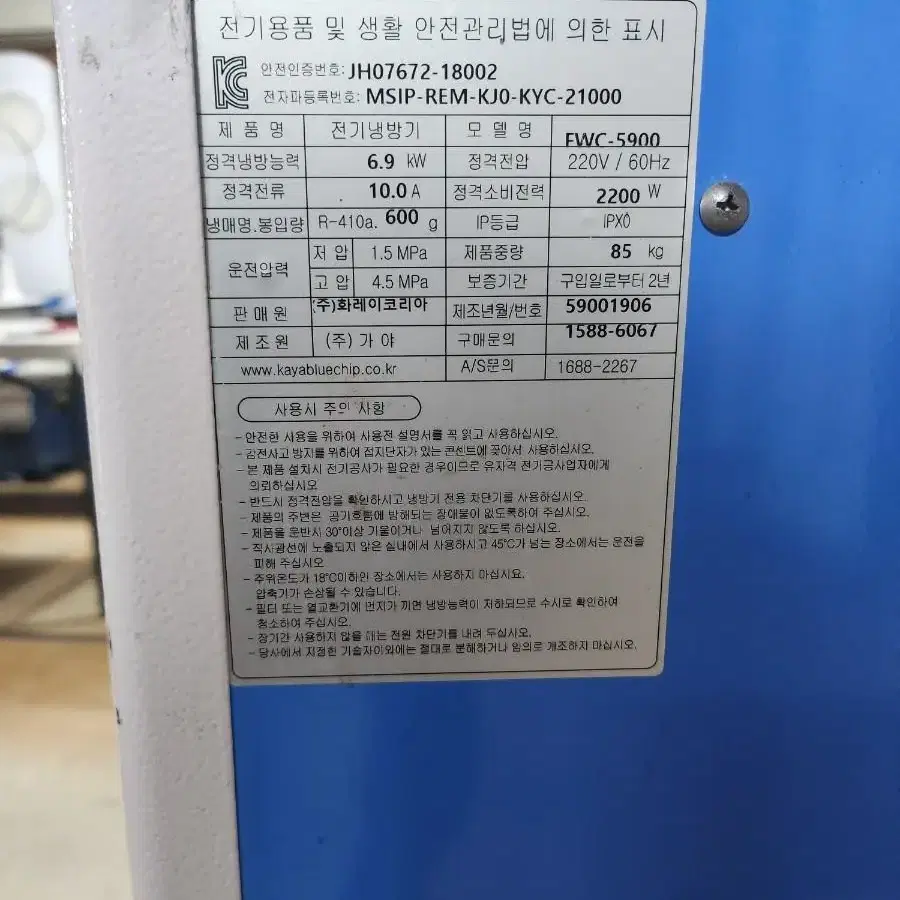 전기용품 및 생활 안전관리법에 의한 표시
안전인증번호: JH07672-18002
전자파등록번호: MSIP-REM-KJ0-KYC-21000
제 품 명 전기냉방기 모 델 명 FWC-5900
정격냉방능력 6.9 kW 정격전압 220V / 60Hz
정격전류 10.0 A 정격소비전력 2200 W
냉매명.봉입량 R-410a. 600 g IP등급 IPX0
운전압력 저 압 1.5 MPa 제품중량 85 kg
고 압 4.5 MPa 보증기간 구입일로부터 2년
판 매 원 (주)화레이코리아 제조년월/번호 59001906
제 조 원 (주) 가 야 구매문의 1588-6067
www.kayabluechip.co.kr A/S문의 1688-2267
사용시 주의 사항
- 안전한 사용을 위하여 사용전 설명서를 꼭 읽고 사용하십시오.
- 감전사고 방지를 위하여 접지단자가 있는 콘센트에 꽂아서 사용하십시오.
- 본 제품 설치시 전기공사가 필요한 경우이므로 유자격 전기공사업자에게
의뢰하십시오
- 반드시 정격전압을 확인하시고 냉방기 전용 차단기를 사용하십시오.
- 제품의 주변은 공기흐름에 방해되는 장애물이 없도록하여 주십시오.
- 제품을 운반시 30°이상 기울이거나 넘어지지 않도록 하십시오.
- 직사광선에 노출되지 않은 실내에서 사용하시고 45°C가 넘는 장소에서는 운전을
피해 주십시오
- 주위온도가 18°C이하인 장소에서는 사용하지 마십시요.
압축기가 손상될 수 있습니다.
- 필터 또는 열교환기에 먼지가 끼면 냉방능력이 저하되므로 수시로 확인하여
청소하여 주십시오.
- 장기간 사용하지 않을 때는 전원 차단기를 내려 두십시오.
- 당사에서 지정한 기술자이외에는 절대로 분해하거나 임의로 개조하지 마십시오.